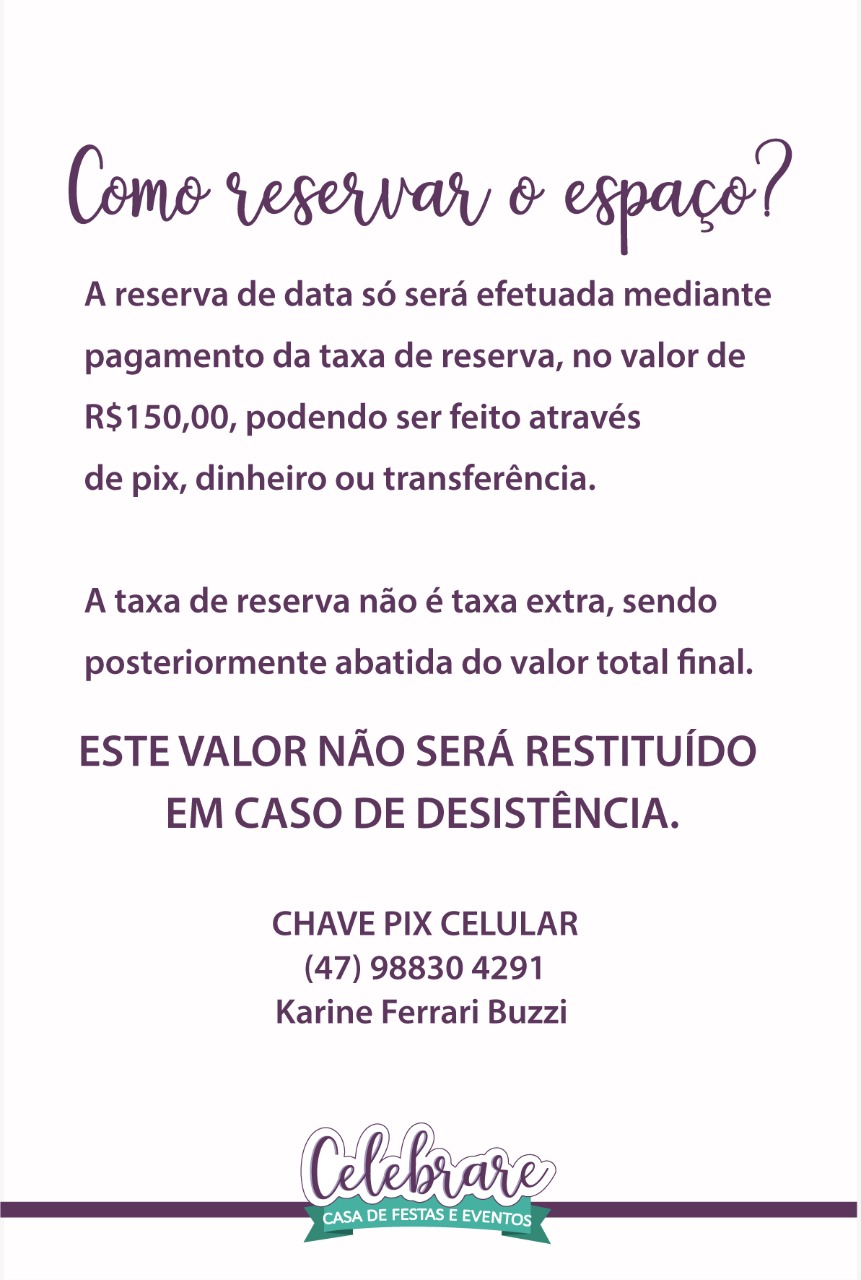 Como reservar o espaço?
A reserva de data só será efetuada mediante
pagamento da taxa de reserva, no valor de
R$150,00, podendo ser feito através
de pix, dinheiro ou transferência.
A taxa de reserva não é taxa extra, sendo
posteriormente abatida do valor total final.
ESTE VALOR NÃO SERÁ RESTITUÍDO
EM CASO DE DESISTÊNCIA.
CHAVE PIX CELULAR
(47) 98830 4291
Karine Ferrari Buzzi
Celebrare
CASA DE FESTAS E EVENTOS